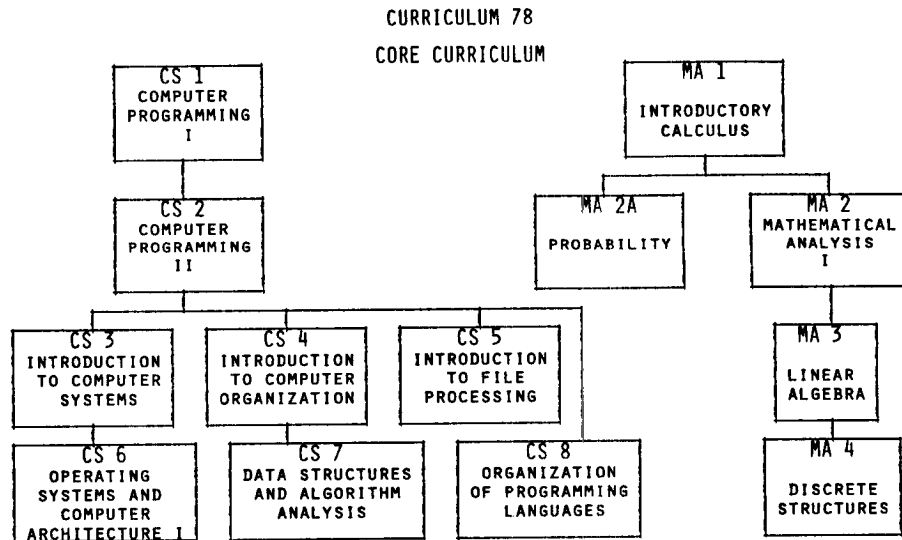 CURRICULUM 78
CORE CURRICULUM
CS 1
COMPUTER
PROGRAMMING
I
MA 1
INTRODUCTORY
CALCULUS
CS 2
COMPUTER
PROGRAMMING
II
MA 2A
PROBABILITY
MA 2
MATHEMATICAL
ANALYSIS
I
CS 3
INTRODUCTION
TO COMPUTER
SYSTEMS
CS 4
INTRODUCTION
TO COMPUTER
ORGANIZATION
CS 5
INTRODUCTION
TO FILE
PROCESSING
MA 3
LINEAR
ALGEBRA
CS 6
OPERATING
SYSTEMS AND
COMPUTER
ARCHITECTURE I
CS 7
DATA STRUCTURES
AND ALGORITHM
ANALYSIS
CS 8
ORGANIZATION
OF PROGRAMMING
LANGUAGES
MA 4
DISCRETE
STRUCTURES